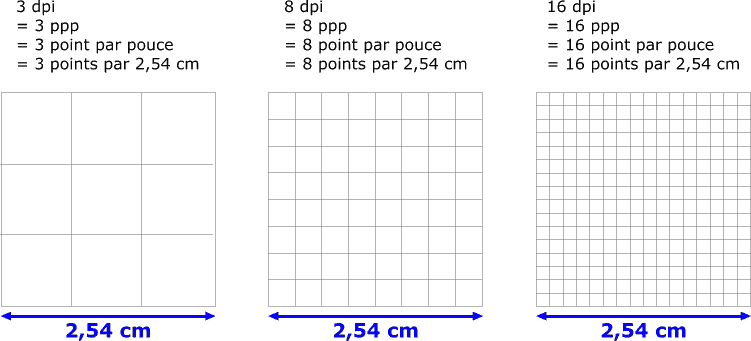 3 dpi
= 3 ppp
= 3 point par pouce
= 3 points par 2,54 cm
8 dpi
= 8 ppp
= 8 point par pouce
= 8 points par 2,54 cm
16 dpi
= 16 ppp
= 16 point par pouce
= 16 points par 2,54 cm
2,54 cm
2,54 cm
2,54 cm